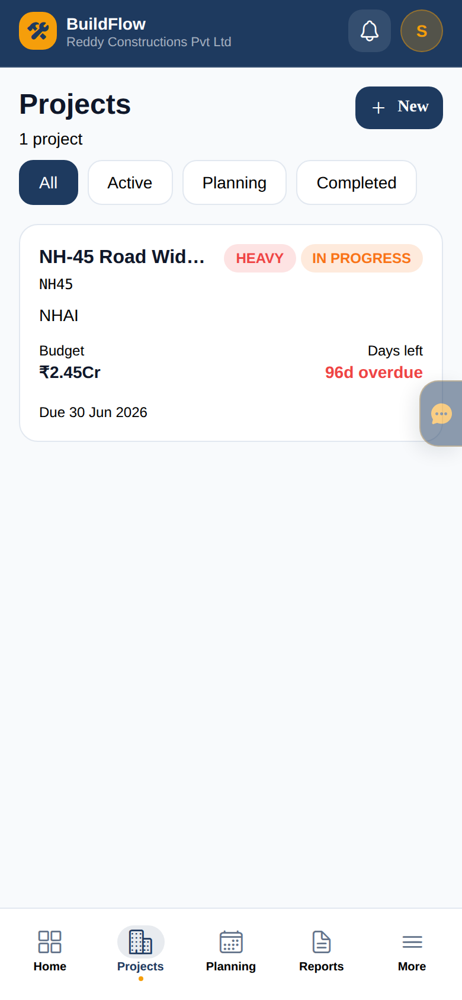 BuildFlow
Reddy Constructions Pvt Ltd
S
Projects
New
1 project
All
Active
Planning
Completed
NH-45 Road Wid...
HEAVY
IN PROGRESS
NH45
NHAI
Budget
Days left
₹2.45Cr
96d overdue
Due 30 Jun 2026
Home
Projects
Planning
Reports
More